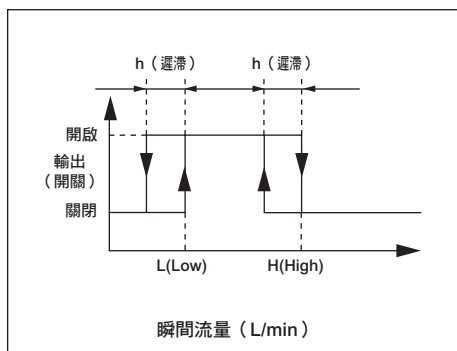 h（遲滯） h（遲滯）
開啟
輸出
（開關）
關閉
L(Low) H(High)
瞬間流量（L/min）